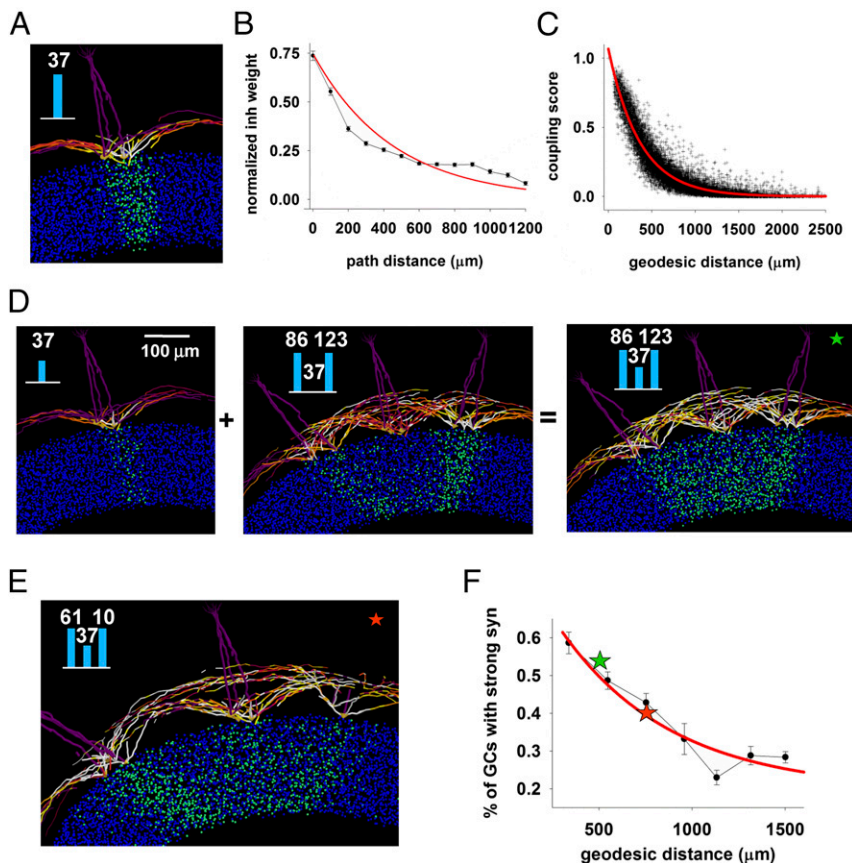 A
37
B
normalized inh weight
0.75
0.50
0.25
0.00
0 200 400 600 800 1000 1200
path distance (μm)
C
coupling score
1.0
0.5
0.0
0 500 1000 1500 2000 2500
geodesic distance (μm)
D
37
100 μm
+
86 123
37
=
86 123
37
E
61 10
37
F
% of GCs with strong syn
0.6
0.5
0.4
0.3
0.2
500 1000 1500
geodesic distance (μm)